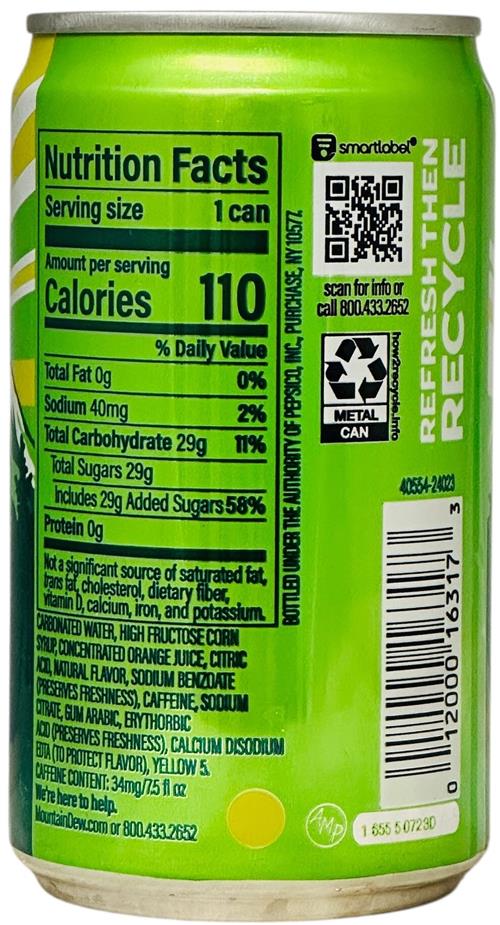 Nutrition Facts
Serving size 1 can
Amount per serving
Calories 110
% Daily Value
Total Fat 0g 0%
Sodium 40mg 2%
Total Carbohydrate 29g 11%
Total Sugars 29g
Includes 29g Added Sugars 58%
Protein 0g
Not a significant source of saturated fat,
trans fat, cholesterol, dietary fiber,
vitamin D, calcium, iron, and potassium.
CARBONATED WATER, HIGH FRUCTOSE CORN
SYRUP, CONCENTRATED ORANGE JUICE, CITRIC
ACID, NATURAL FLAVOR, SODIUM BENZOATE
(PRESERVES FRESHNESS), CAFFEINE, SODIUM
CITRATE, GUM ARABIC, ERYTHORBIC
ACID (PRESERVES FRESHNESS), CALCIUM DISODIUM
EDTA (TO PROTECT FLAVOR), YELLOW 5.
CAFFEINE CONTENT: 34mg/7.5 fl oz
We're here to help.
MountainDew.com or 800.433.2652
BOTTLED UNDER THE AUTHORITY OF PEPSICO, INC., PURCHASE, NY 10577.
smartlabel
scan for info or
call 800.433.2652
METAL
CAN
how2recycle.info
REFRESH THEN
RECYCLE
40554-24023
0 12000 16317 3
AMP
1 655 5 0723D